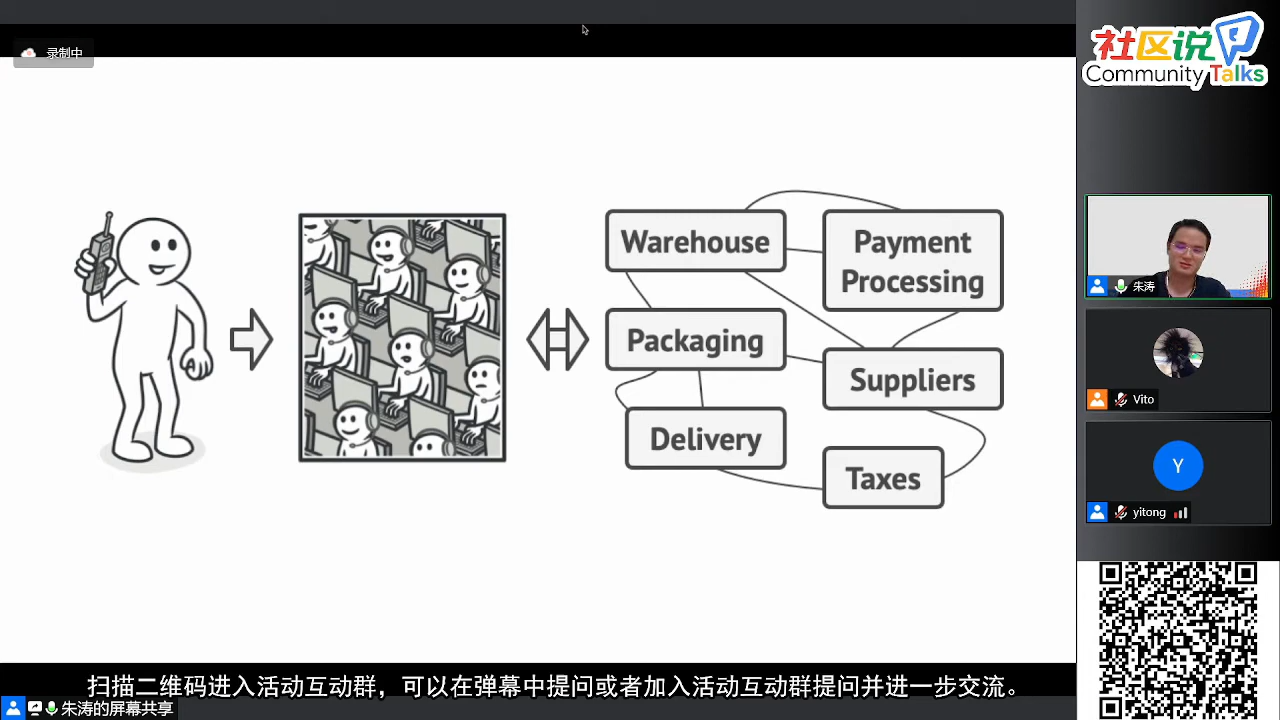 录制中
Warehouse
Payment
Processing
Packaging
Suppliers
Delivery
Taxes
社区说
Community Talks
朱涛
Vito
Y
yitong
扫描二维码进入活动互动群，可以在弹幕中提问或者加入活动互动群提问并进一步交流。
朱涛的屏幕共享